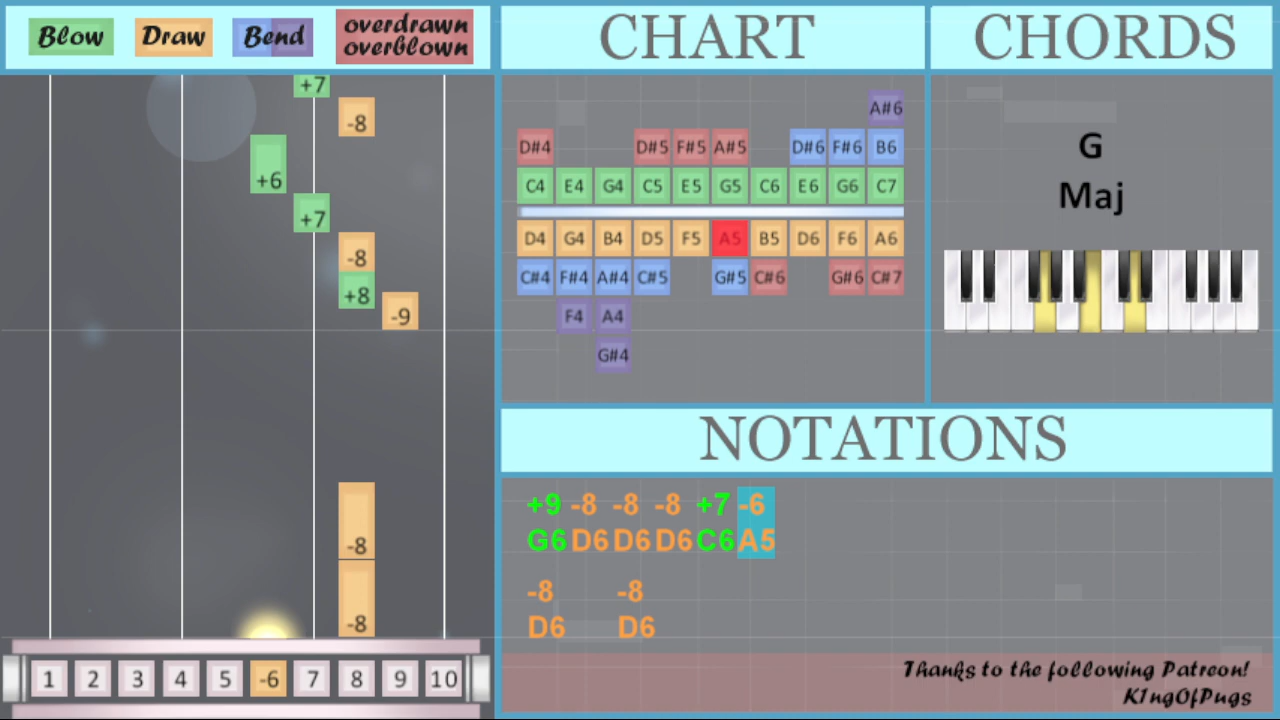 Blow Draw Bend overdrawn
overblown
CHART
CHORDS
+7
-8
+6
+7
-8
+8
-9
-8
-8
1 2 3 4 5 -6 7 8 9 10
A#6
D#4 D#5 F#5 A#5 D#6 F#6 B6
C4 E4 G4 C5 E5 G5 C6 E6 G6 C7
D4 G4 B4 D5 F5 A5 B5 D6 F6 A6
C#4 F#4 A#4 C#5 G#5 C#6 G#6 C#7
F4 A4
G#4
G
Maj
NOTATIONS
+9 -8 -8 -8 +7 -6
G6 D6 D6 D6 C6 A5
-8 -8
D6 D6
Thanks to the following Patreon!
K1ngOfPugs